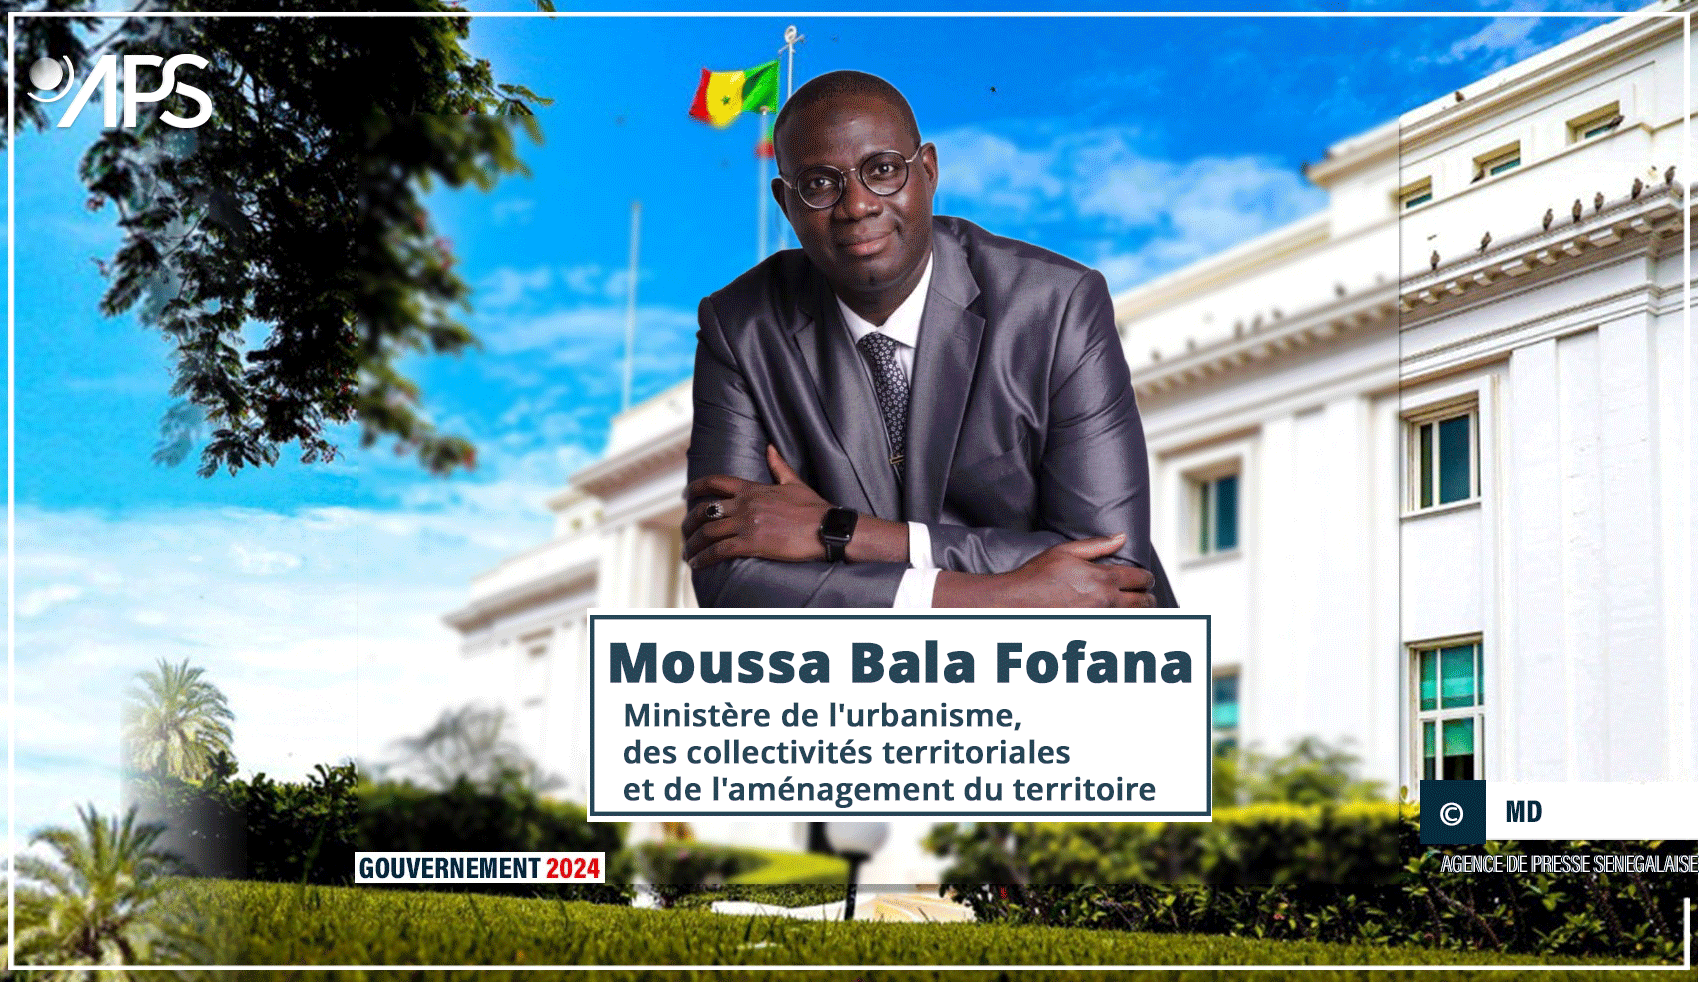 APS
Moussa Bala Fofana
Ministère de l'urbanisme,
des collectivités territoriales
et de l'aménagement du territoire
© MD
GOUVERNEMENT 2024
AGENCE DE PRESSE SENEGALAISE